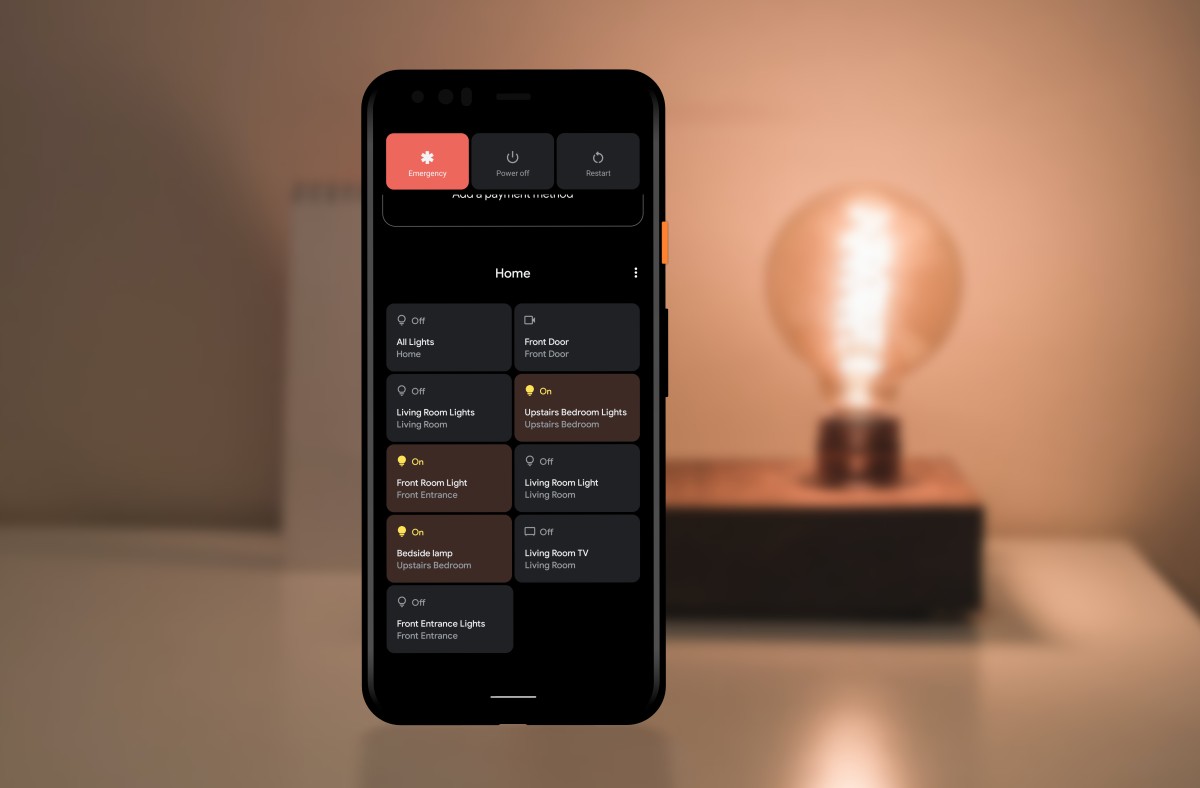 Emergency
Power off
Restart
Add a payment method
Home
Off
All Lights
Home
Front Door
Front Door
Off
Living Room Lights
Living Room
On
Upstairs Bedroom Lights
Upstairs Bedroom
On
Front Room Light
Front Entrance
Off
Living Room Light
Living Room
On
Bedside lamp
Upstairs Bedroom
Off
Living Room TV
Living Room
Off
Front Entrance Lights
Front Entrance